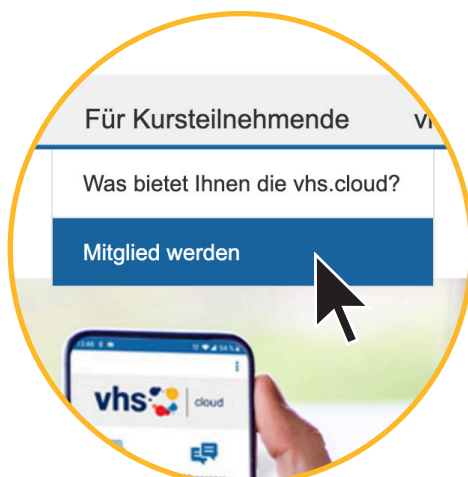 Für Kursteilnehmende
Was bietet Ihnen die vhs.cloud?
Mitglied werden
vhs cloud